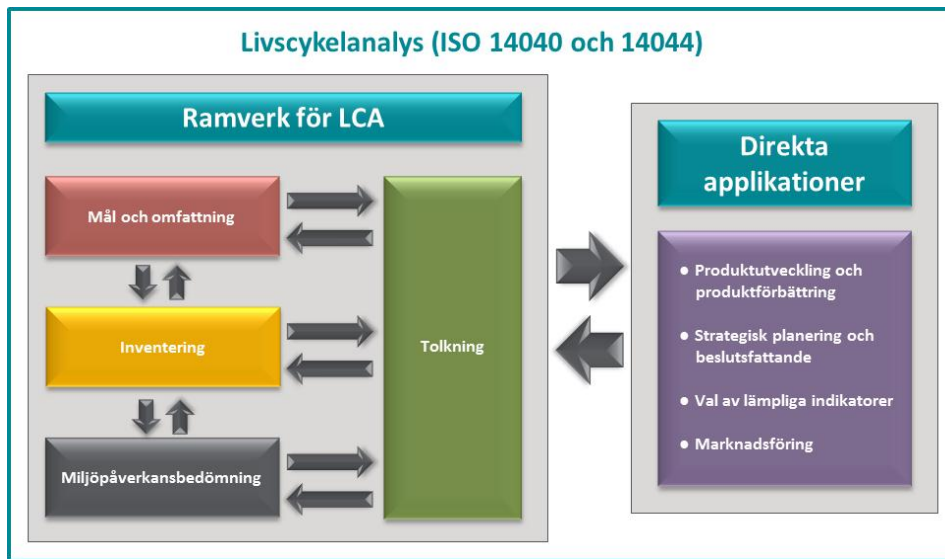 Livscykelanalys (ISO 14040 och 14044)
Ramverk för LCA
Mål och omfattning
Inventering
Miljöpåverkansbedömning
Tolkning
Direkta
applikationer
● Produktutveckling och
produktförbättring
● Strategisk planering och
beslutsfattande
● Val av lämpliga indikatorer
● Marknadsföring